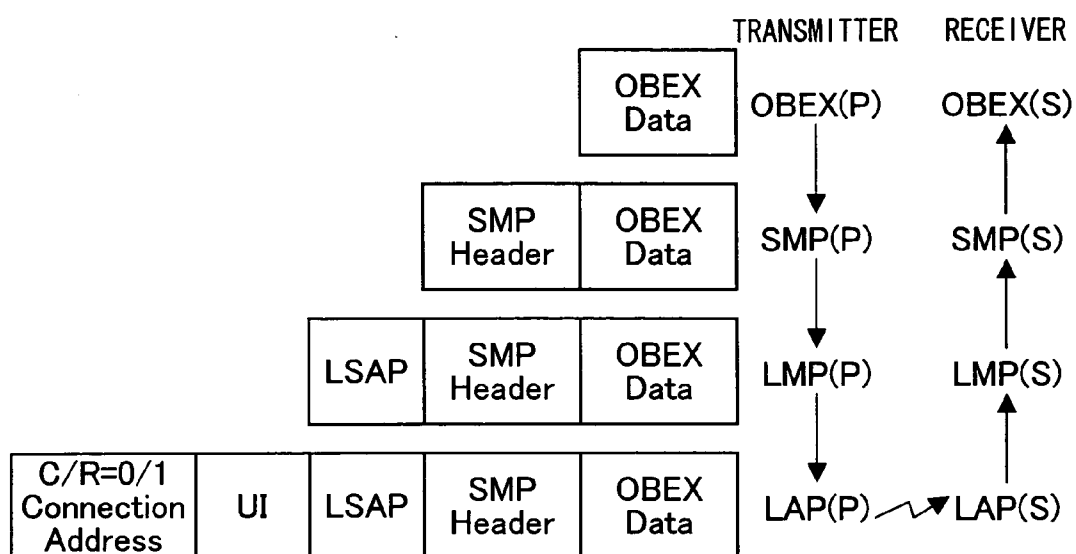 TRANSMITTER RECEIVER
OBEX
Data
OBEX(P) OBEX(S)
SMP
Header
OBEX
Data
SMP(P) SMP(S)
LSAP
SMP
Header
OBEX
Data
LMP(P) LMP(S)
C/R=0/1
Connection
Address
UI
LSAP
SMP
Header
OBEX
Data
LAP(P) LAP(S)